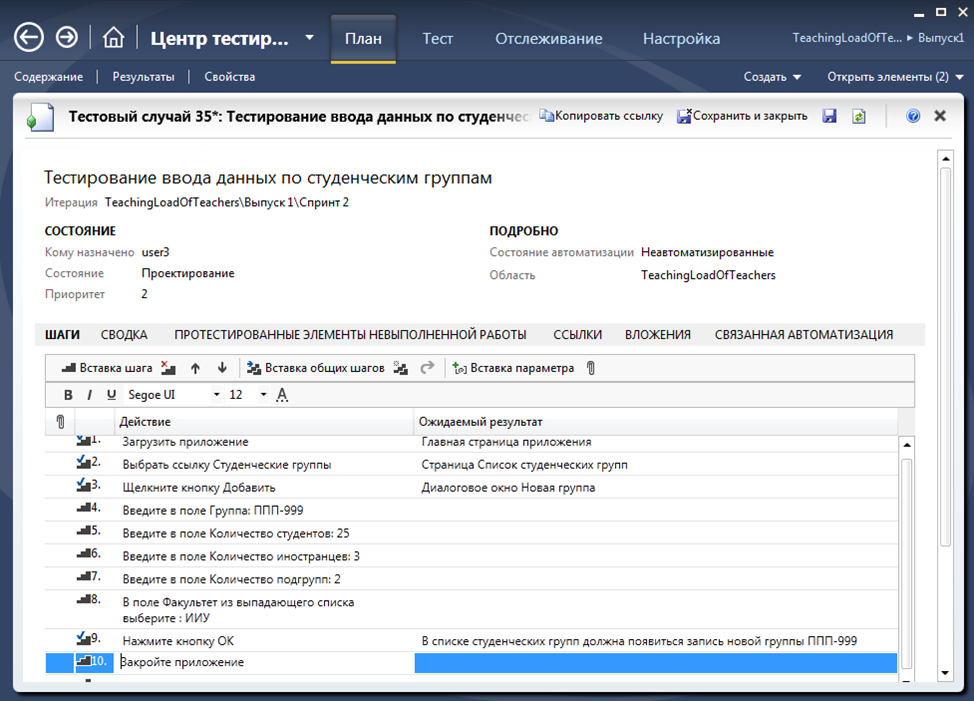 Центр тестир... План Тест Отслеживание Настройка TeachingLoadOfTe... ▸ Выпуск1
Содержание Результаты Свойства Создать Открыть элементы (2)
Тестовый случай 35*: Тестирование ввода данных по студенчес Копировать ссылку Сохранить и закрыть
Тестирование ввода данных по студенческим группам
Итерация TeachingLoadOfTeachers\Выпуск 1\Спринт 2
СОСТОЯНИЕ ПОДРОБНО
Кому назначено user3 Состояние автоматизации Неавтоматизированные
Состояние Проектирование Область TeachingLoadOfTeachers
Приоритет 2
ШАГИ СВОДКА ПРОТЕСТИРОВАННЫЕ ЭЛЕМЕНТЫ НЕВЫПОЛНЕННОЙ РАБОТЫ ССЫЛКИ ВЛОЖЕНИЯ СВЯЗАННАЯ АВТОМАТИЗАЦИЯ
Вставка шага Вставка общих шагов Вставка параметра
B I U Segoe UI 12 A
Действие Ожидаемый результат
1. Загрузить приложение Главная страница приложения
2. Выбрать ссылку Студенческие группы Страница Список студенческих групп
3. Щелкните кнопку Добавить Диалоговое окно Новая группа
4. Введите в поле Группа: ППП-999
5. Введите в поле Количество студентов: 25
6. Введите в поле Количество иностранцев: 3
7. Введите в поле Количество подгрупп: 2
8. В поле Факультет из выпадающего списка
выберите : ИИУ
9. Нажмите кнопку ОК В списке студенческих групп должна появиться запись новой группы ППП-999
10. Закройте приложение